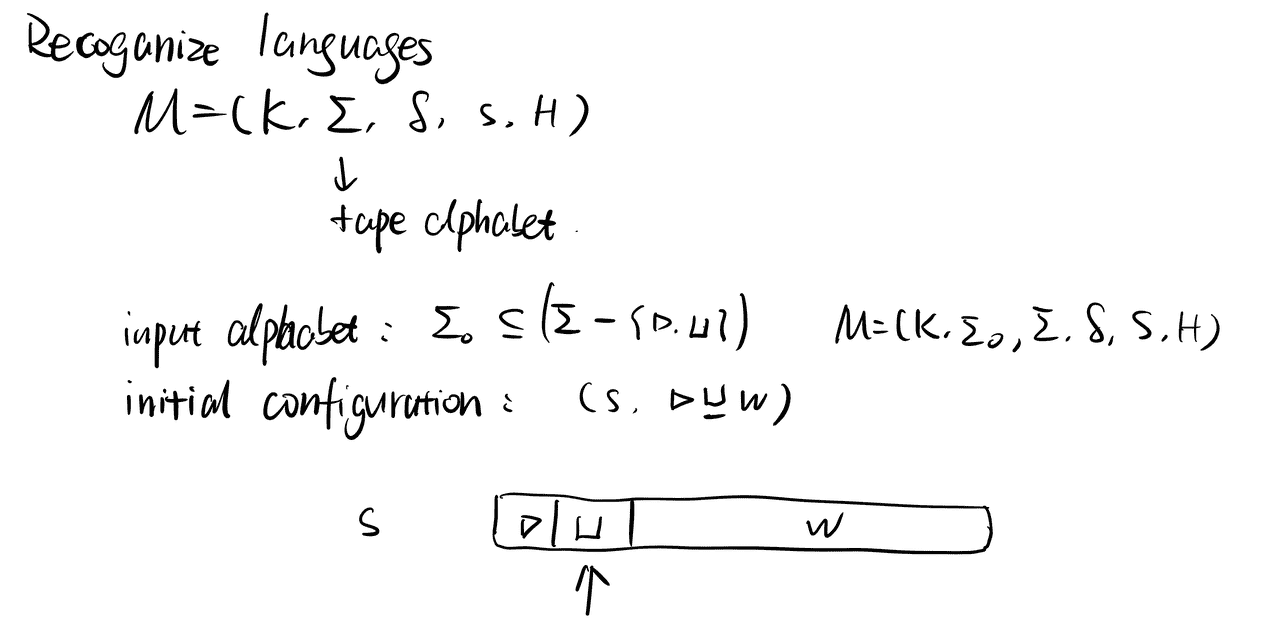 Recoganize languages
M=(K, Σ, δ, s, H)
↓
tape alphabet.
input alphabet: Σ₀ ⊆ (Σ - {▷,⊔}) M=(K, Σ₀, Σ, δ, S, H)
initial configuration: (s, ▷⊔̲w)
s ▷ ⊔ w
↑